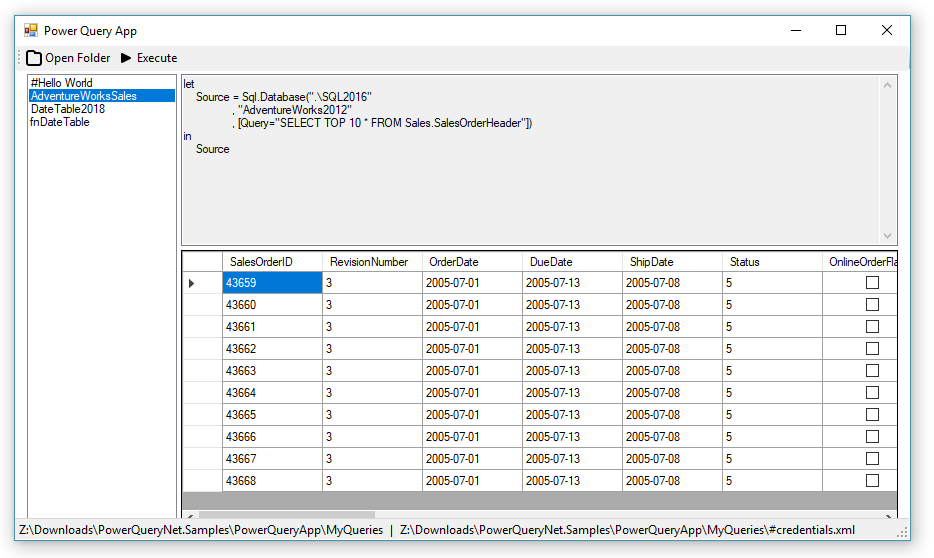 Power Query App
Open Folder Execute
#Hello World
AdventureWorksSales
DateTable2018
fnDateTable
let
Source = Sql.Database(".\SQL2016"
, "AdventureWorks2012"
, [Query="SELECT TOP 10 * FROM Sales.SalesOrderHeader"])
in
Source
SalesOrderID RevisionNumber OrderDate DueDate ShipDate Status OnlineOrderFla
43659 3 2005-07-01 2005-07-13 2005-07-08 5
43660 3 2005-07-01 2005-07-13 2005-07-08 5
43661 3 2005-07-01 2005-07-13 2005-07-08 5
43662 3 2005-07-01 2005-07-13 2005-07-08 5
43663 3 2005-07-01 2005-07-13 2005-07-08 5
43664 3 2005-07-01 2005-07-13 2005-07-08 5
43665 3 2005-07-01 2005-07-13 2005-07-08 5
43666 3 2005-07-01 2005-07-13 2005-07-08 5
43667 3 2005-07-01 2005-07-13 2005-07-08 5
43668 3 2005-07-01 2005-07-13 2005-07-08 5
Z:\Downloads\PowerQueryNet.Samples\PowerQueryApp\MyQueries | Z:\Downloads\PowerQueryNet.Samples\PowerQueryApp\MyQueries\#credentials.xml